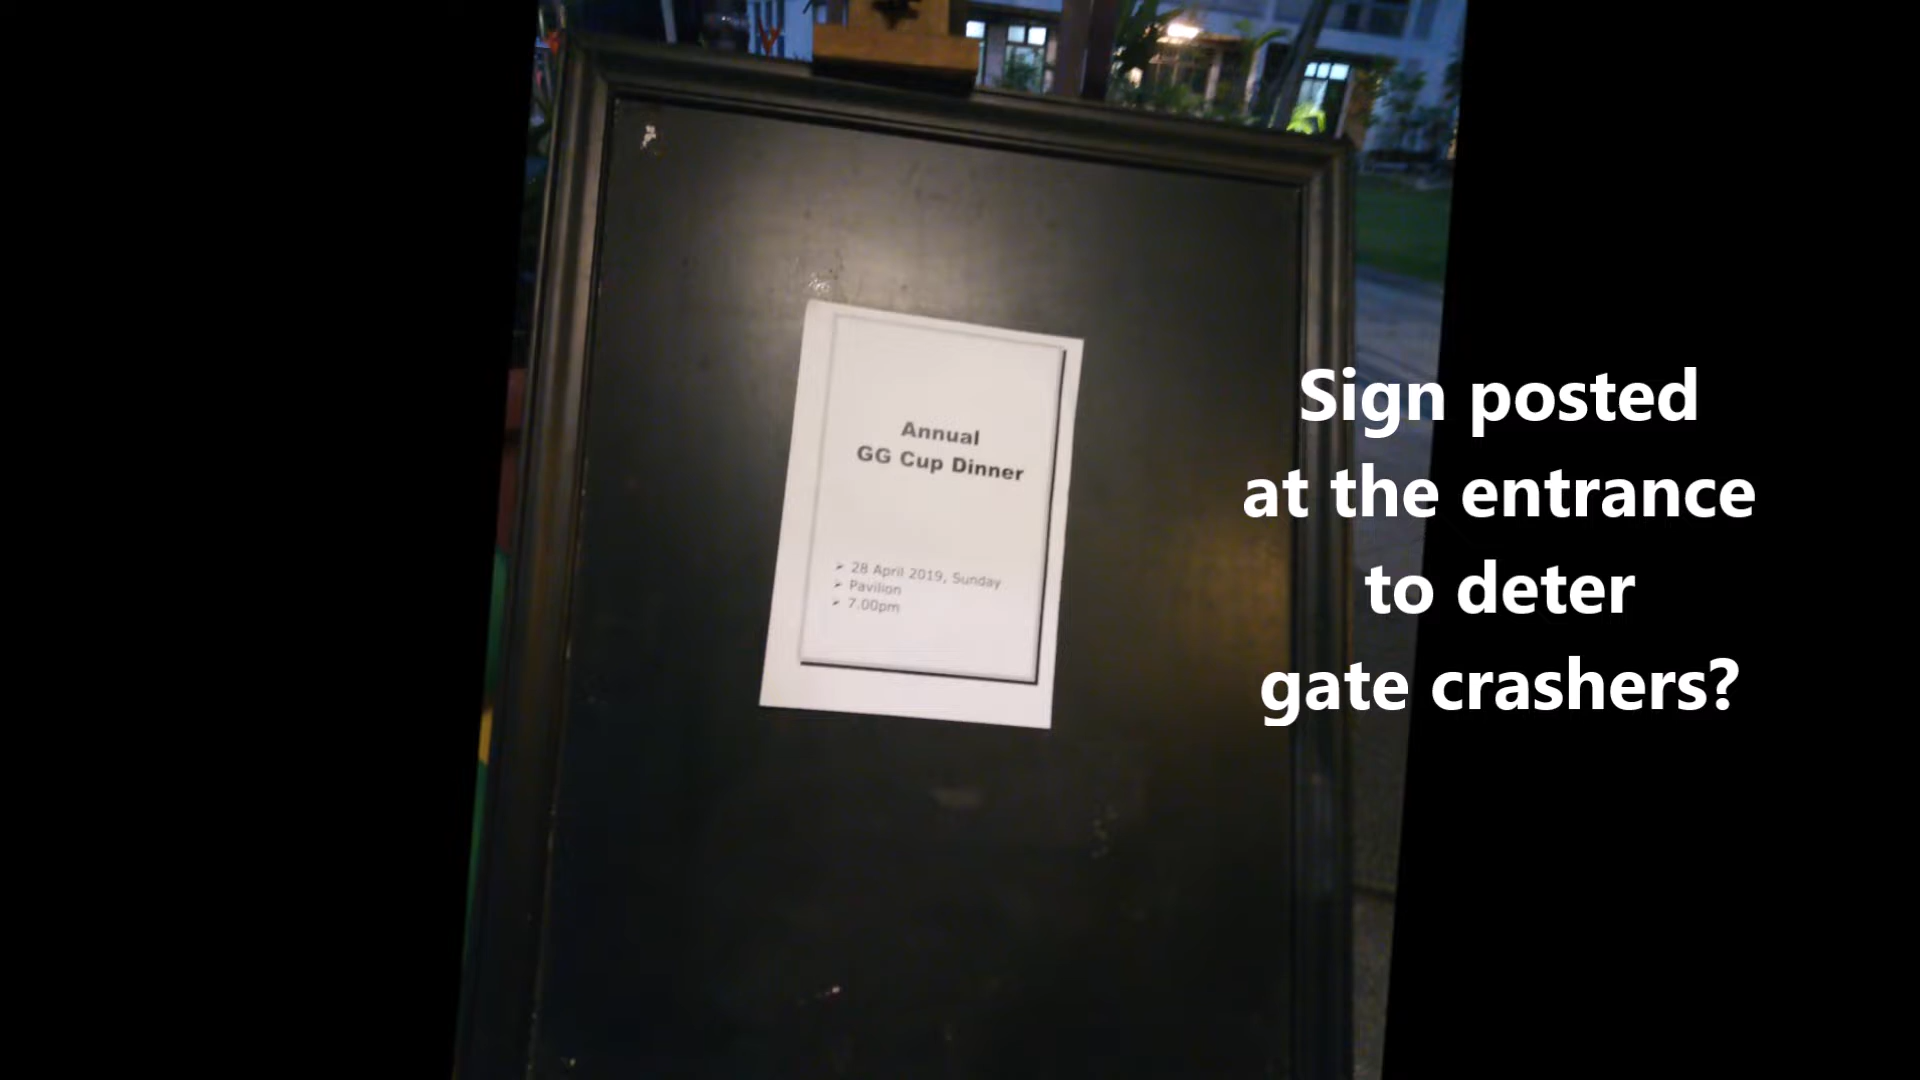 Annual
GG Cup Dinner
➢ 28 April 2019, Sunday
➢ Pavilion
➢ 7.00pm
Sign posted
at the entrance
to deter
gate crashers?